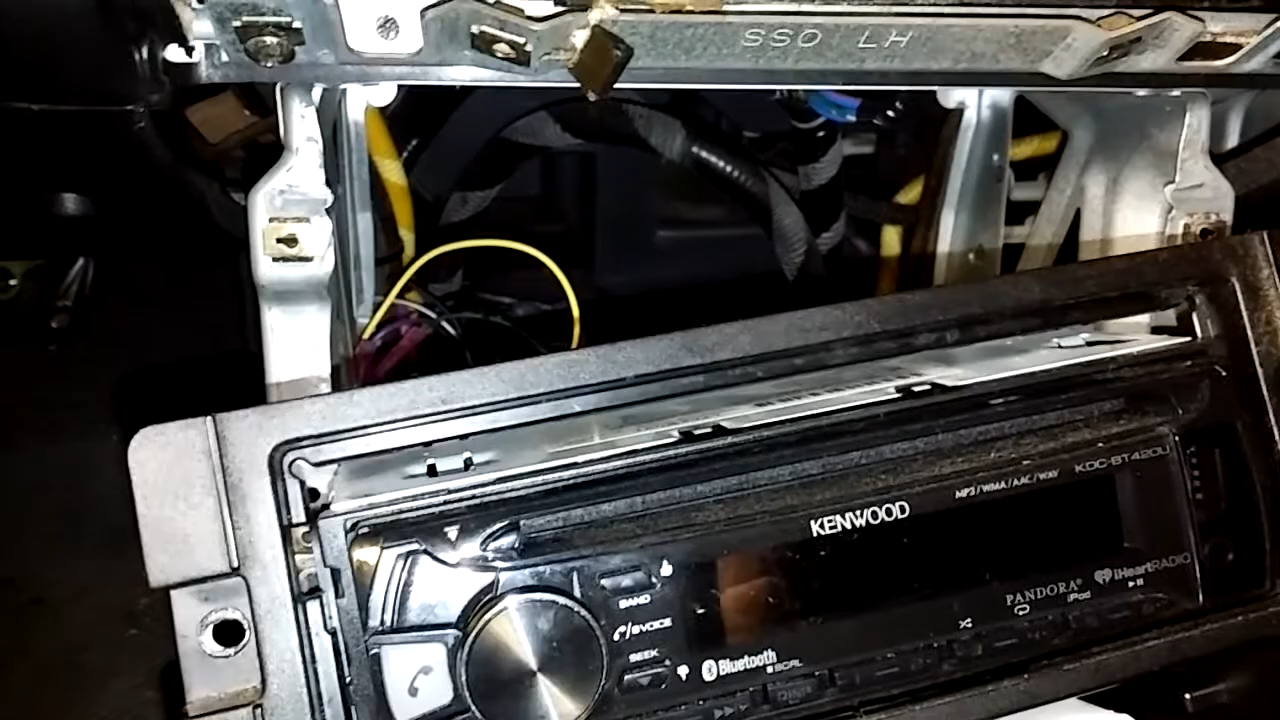 SSO LH
KDC-BT420U
MP3/WMA/AAC/WAV
KENWOOD
iHeartRADIO
PANDORA®
iPod
BAND
/VOICE
SEEK
Bluetooth